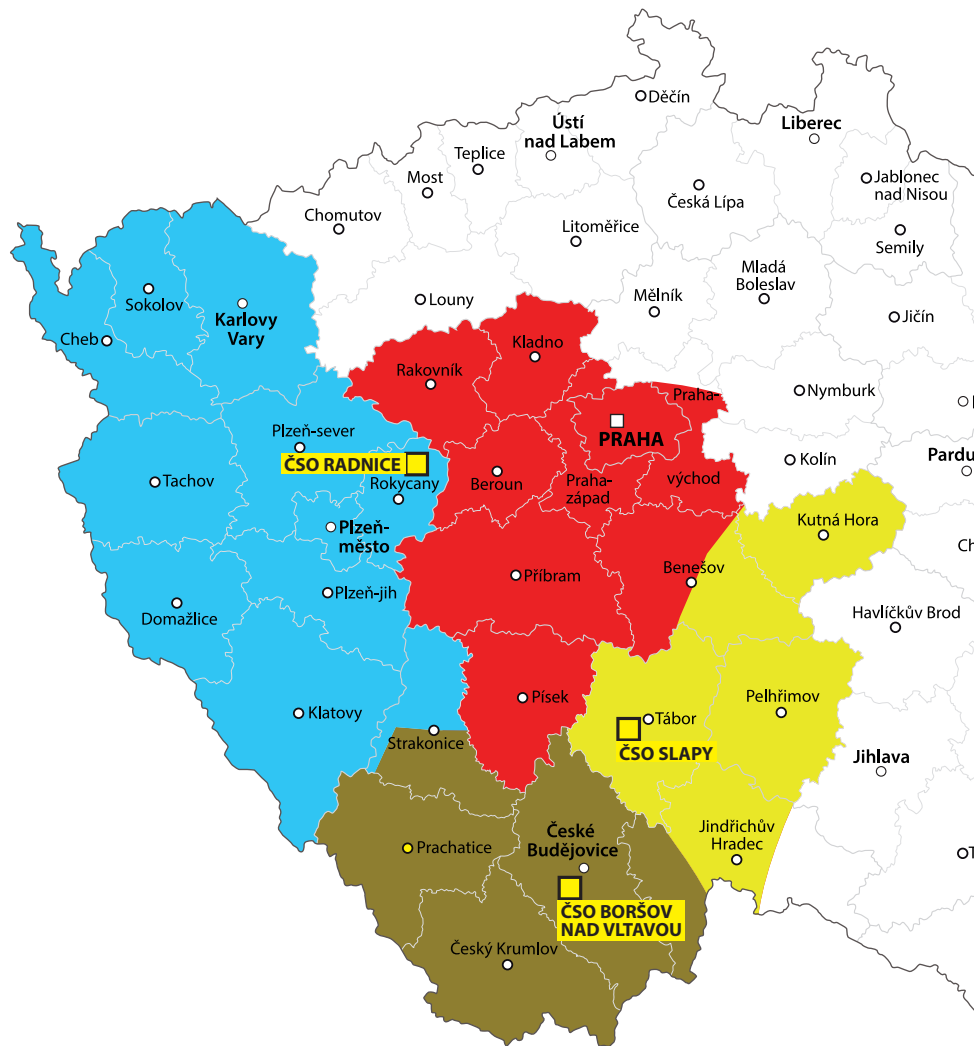 Děčín
Ústí
nad Labem
Liberec
Teplice
Most
Jablonec
nad Nisou
Česká Lípa
Chomutov
Litoměřice
Semily
Mladá
Boleslav
Sokolov
Louny
Mělník
Karlovy
Vary
Jičín
Cheb
Kladno
Rakovník
Praha-
Nymburk
PRAHA
Plzeň-sever
ČSO RADNICE
Kolín
Pardu
Tachov
Rokycany
Beroun
Praha-
západ
východ
Kutná Hora
Plzeň-
město
Ch
Příbram
Benešov
Plzeň-jih
Domažlice
Havlíčkův Brod
Písek
Pelhřimov
Klatovy
Tábor
Strakonice
ČSO SLAPY
Jihlava
Jindřichův
Hradec
České
Budějovice
Prachatice
T
ČSO BORŠOV
NAD VLTAVOU
Český Krumlov